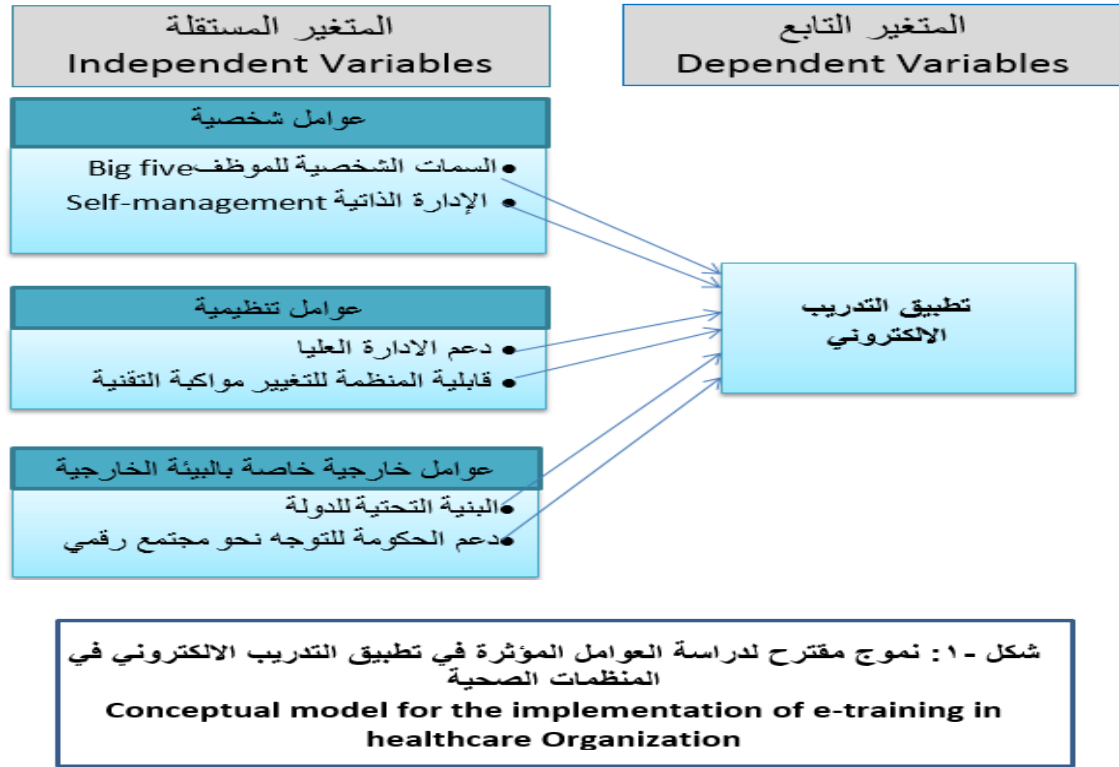 المتغير المستقلة
Independent Variables
المتغير التابع
Dependent Variables
عوامل شخصية
●السمات الشخصية للموظفBig five
● الإدارة الذاتية Self-management
عوامل تنظيمية
● دعم الادارة العليا
● قابلية المنظمة للتغيير مواكبة التقنية
عوامل خارجية خاصة بالبيئة الخارجية
●البنية التحتية للدولة
●دعم الحكومة للتوجه نحو مجتمع رقمي
تطبيق التدريب
الالكتروني
شكل -١: نموج مقترح لدراسة العوامل المؤثرة في تطبيق التدريب الالكتروني في
المنظمات الصحية
Conceptual model for the implementation of e-training in
healthcare Organization